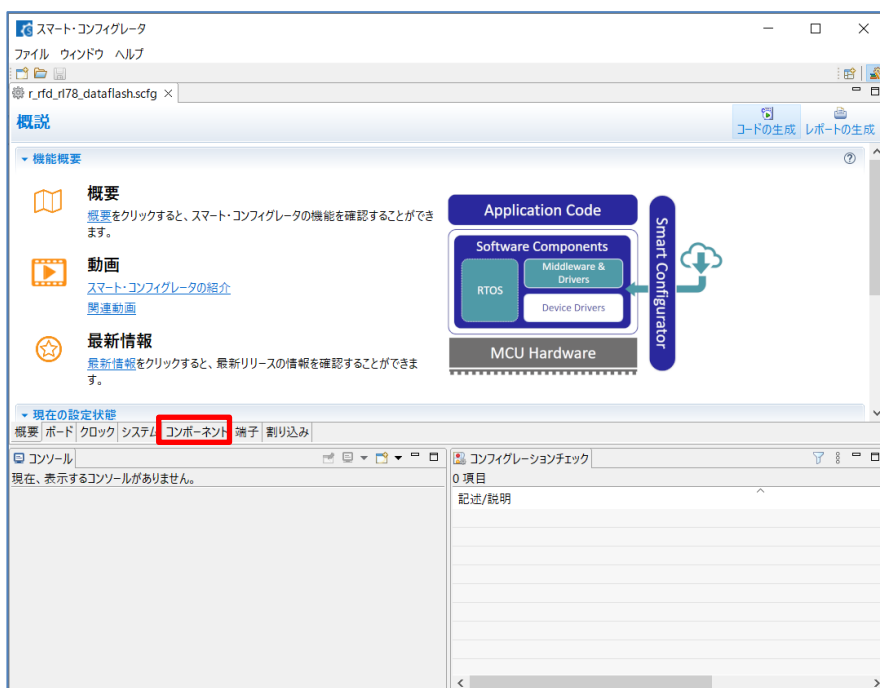 スマート・コンフィグレータ
ファイル ウィンドウ ヘルプ
r_rfd_rl78_dataflash.scfg
概説
コードの生成 レポートの生成
機能概要
概要
概要をクリックすると、スマート・コンフィグレータの機能を確認することができ
ます。
動画
スマート・コンフィグレータの紹介
関連動画
最新情報
最新情報をクリックすると、最新リリースの情報を確認することができま
す。
Application Code
Software Components
RTOS
Middleware &
Drivers
Device Drivers
MCU Hardware
Smart Configurator
現在の設定状態
概要 ボード クロック システム コンポーネント 端子 割り込み
コンソール
現在、表示するコンソールがありません。
コンフィグレーションチェック
0 項目
記述/説明